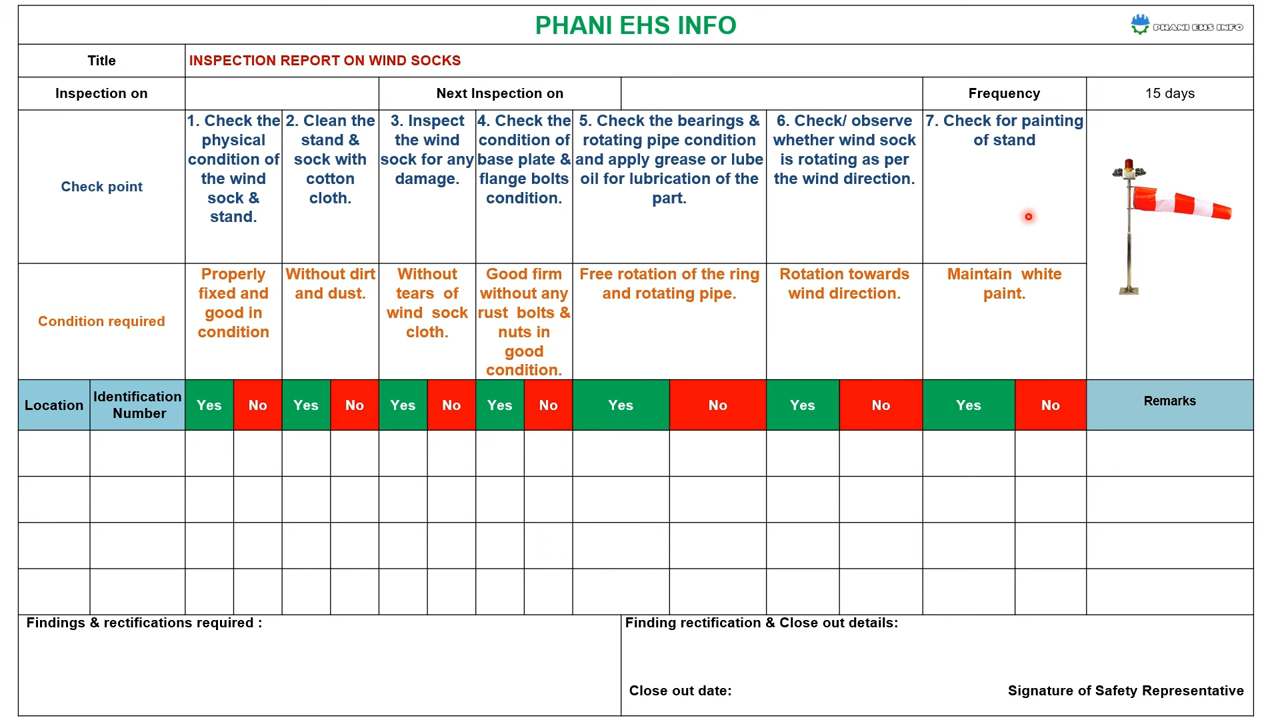 PHANI EHS INFO
PHANI EHS INFO
Title
INSPECTION REPORT ON WIND SOCKS
Inspection on
Next Inspection on
Frequency
15 days
Check point
1. Check the
physical
condition of
the wind
sock &
stand.
2. Clean the
stand &
sock with
cotton
cloth.
3. Inspect
the wind
sock for any
damage.
4. Check the
condition of
base plate &
flange bolts
condition.
5. Check the bearings &
rotating pipe condition
and apply grease or lube
oil for lubrication of the
part.
6. Check/ observe
whether wind sock
is rotating as per
the wind direction.
7. Check for painting
of stand
Condition required
Properly
fixed and
good in
condition
Without dirt
and dust.
Without
tears of
wind sock
cloth.
Good firm
without any
rust bolts &
nuts in
good
condition.
Free rotation of the ring
and rotating pipe.
Rotation towards
wind direction.
Maintain white
paint.
Location
Identification
Number
Yes
No
Yes
No
Yes
No
Yes
No
Yes
No
Yes
No
Yes
No
Remarks
Findings & rectifications required :
Finding rectification & Close out details:
Close out date:
Signature of Safety Representative